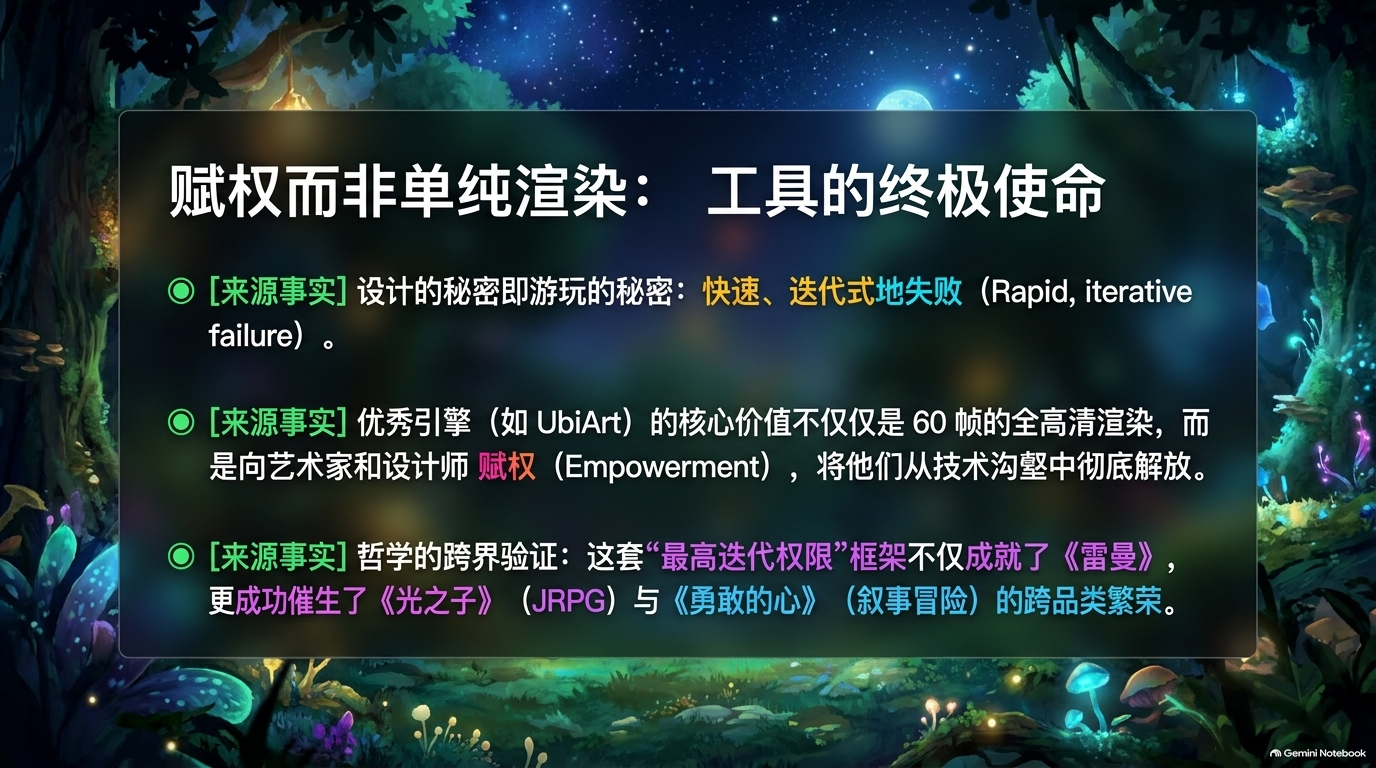 赋权而非单纯渲染： 工具的终极使命
[来源事实] 设计的秘密即游玩的秘密：快速、迭代式地失败（Rapid, iterative
failure）。
[来源事实] 优秀引擎（如 UbiArt）的核心价值不仅仅是 60 帧的全高清渲染，而
是向艺术家和设计师 赋权（Empowerment），将他们从技术沟壑中彻底解放。
[来源事实] 哲学的跨界验证：这套“最高迭代权限”框架不仅成就了《雷曼》，
更成功催生了《光之子》（JRPG）与《勇敢的心》（叙事冒险）的跨品类繁荣。
Gemini Notebook